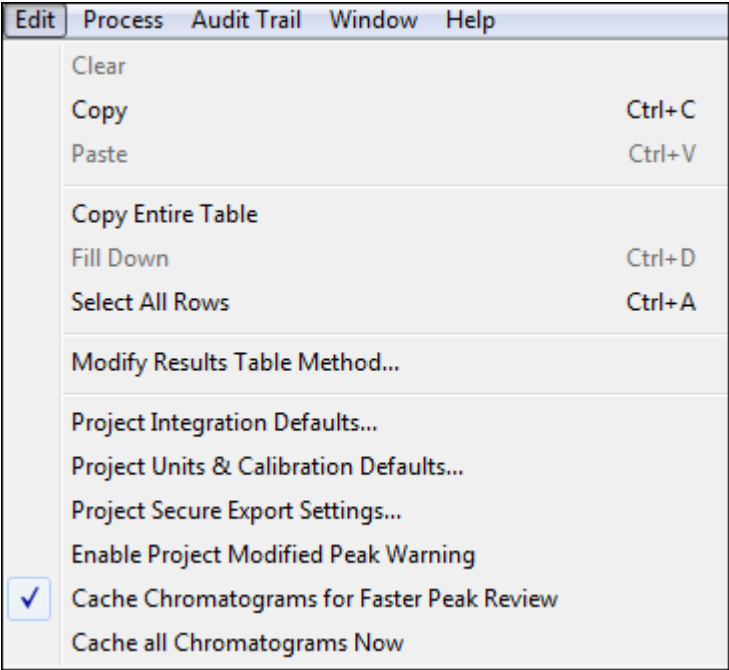 Edit Process Audit Trail Window Help
Clear
Copy Ctrl+C
Paste Ctrl+V
Copy Entire Table
Fill Down Ctrl+D
Select All Rows Ctrl+A
Modify Results Table Method...
Project Integration Defaults...
Project Units & Calibration Defaults...
Project Secure Export Settings...
Enable Project Modified Peak Warning
Cache Chromatograms for Faster Peak Review
Cache all Chromatograms Now